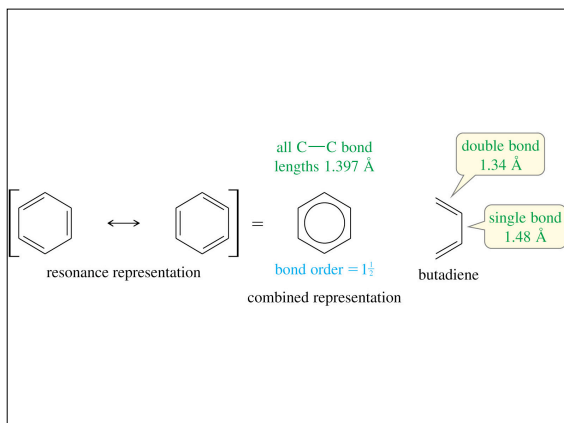 all C—C bond
lengths 1.397 Å
double bond
1.34 Å
single bond
1.48 Å
=
resonance representation
bond order = 1½
combined representation
butadiene